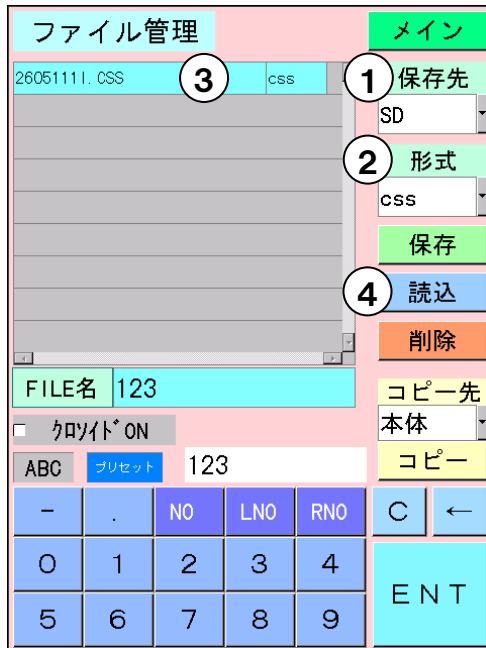 ファイル管理
メイン
2605111I.CSS
③
css
①
保存先
SD
②
形式
css
保存
④
読込
削除
FILE名
123
コピー先
本体
コピー
クロソイドON
ABC
プリセット
123
-
.
NO
LNO
RNO
C
←
0
1
2
3
4
ENT
5
6
7
8
9